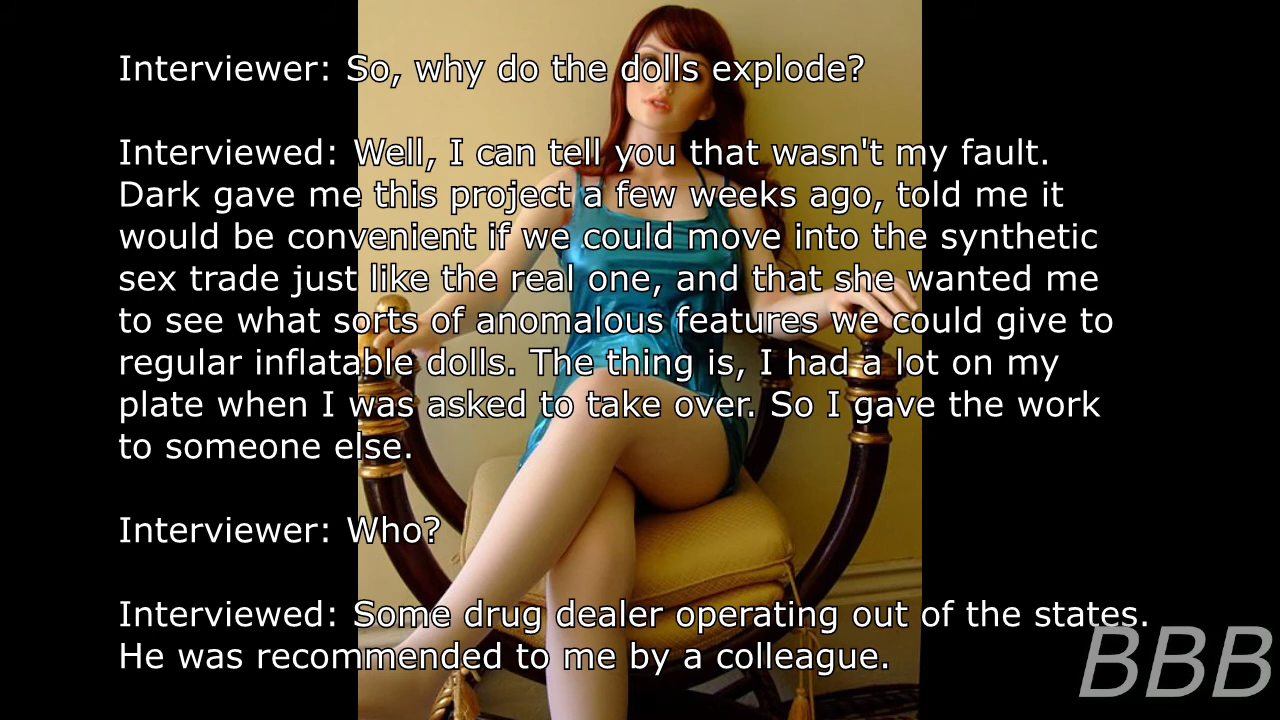 Interviewer: So, why do the dolls explode?
Interviewed: Well, I can tell you that wasn't my fault.
Dark gave me this project a few weeks ago, told me it
would be convenient if we could move into the synthetic
sex trade just like the real one, and that she wanted me
to see what sorts of anomalous features we could give to
regular inflatable dolls. The thing is, I had a lot on my
plate when I was asked to take over. So I gave the work
to someone else.
Interviewer: Who?
Interviewed: Some drug dealer operating out of the states.
He was recommended to me by a colleague.
BBB